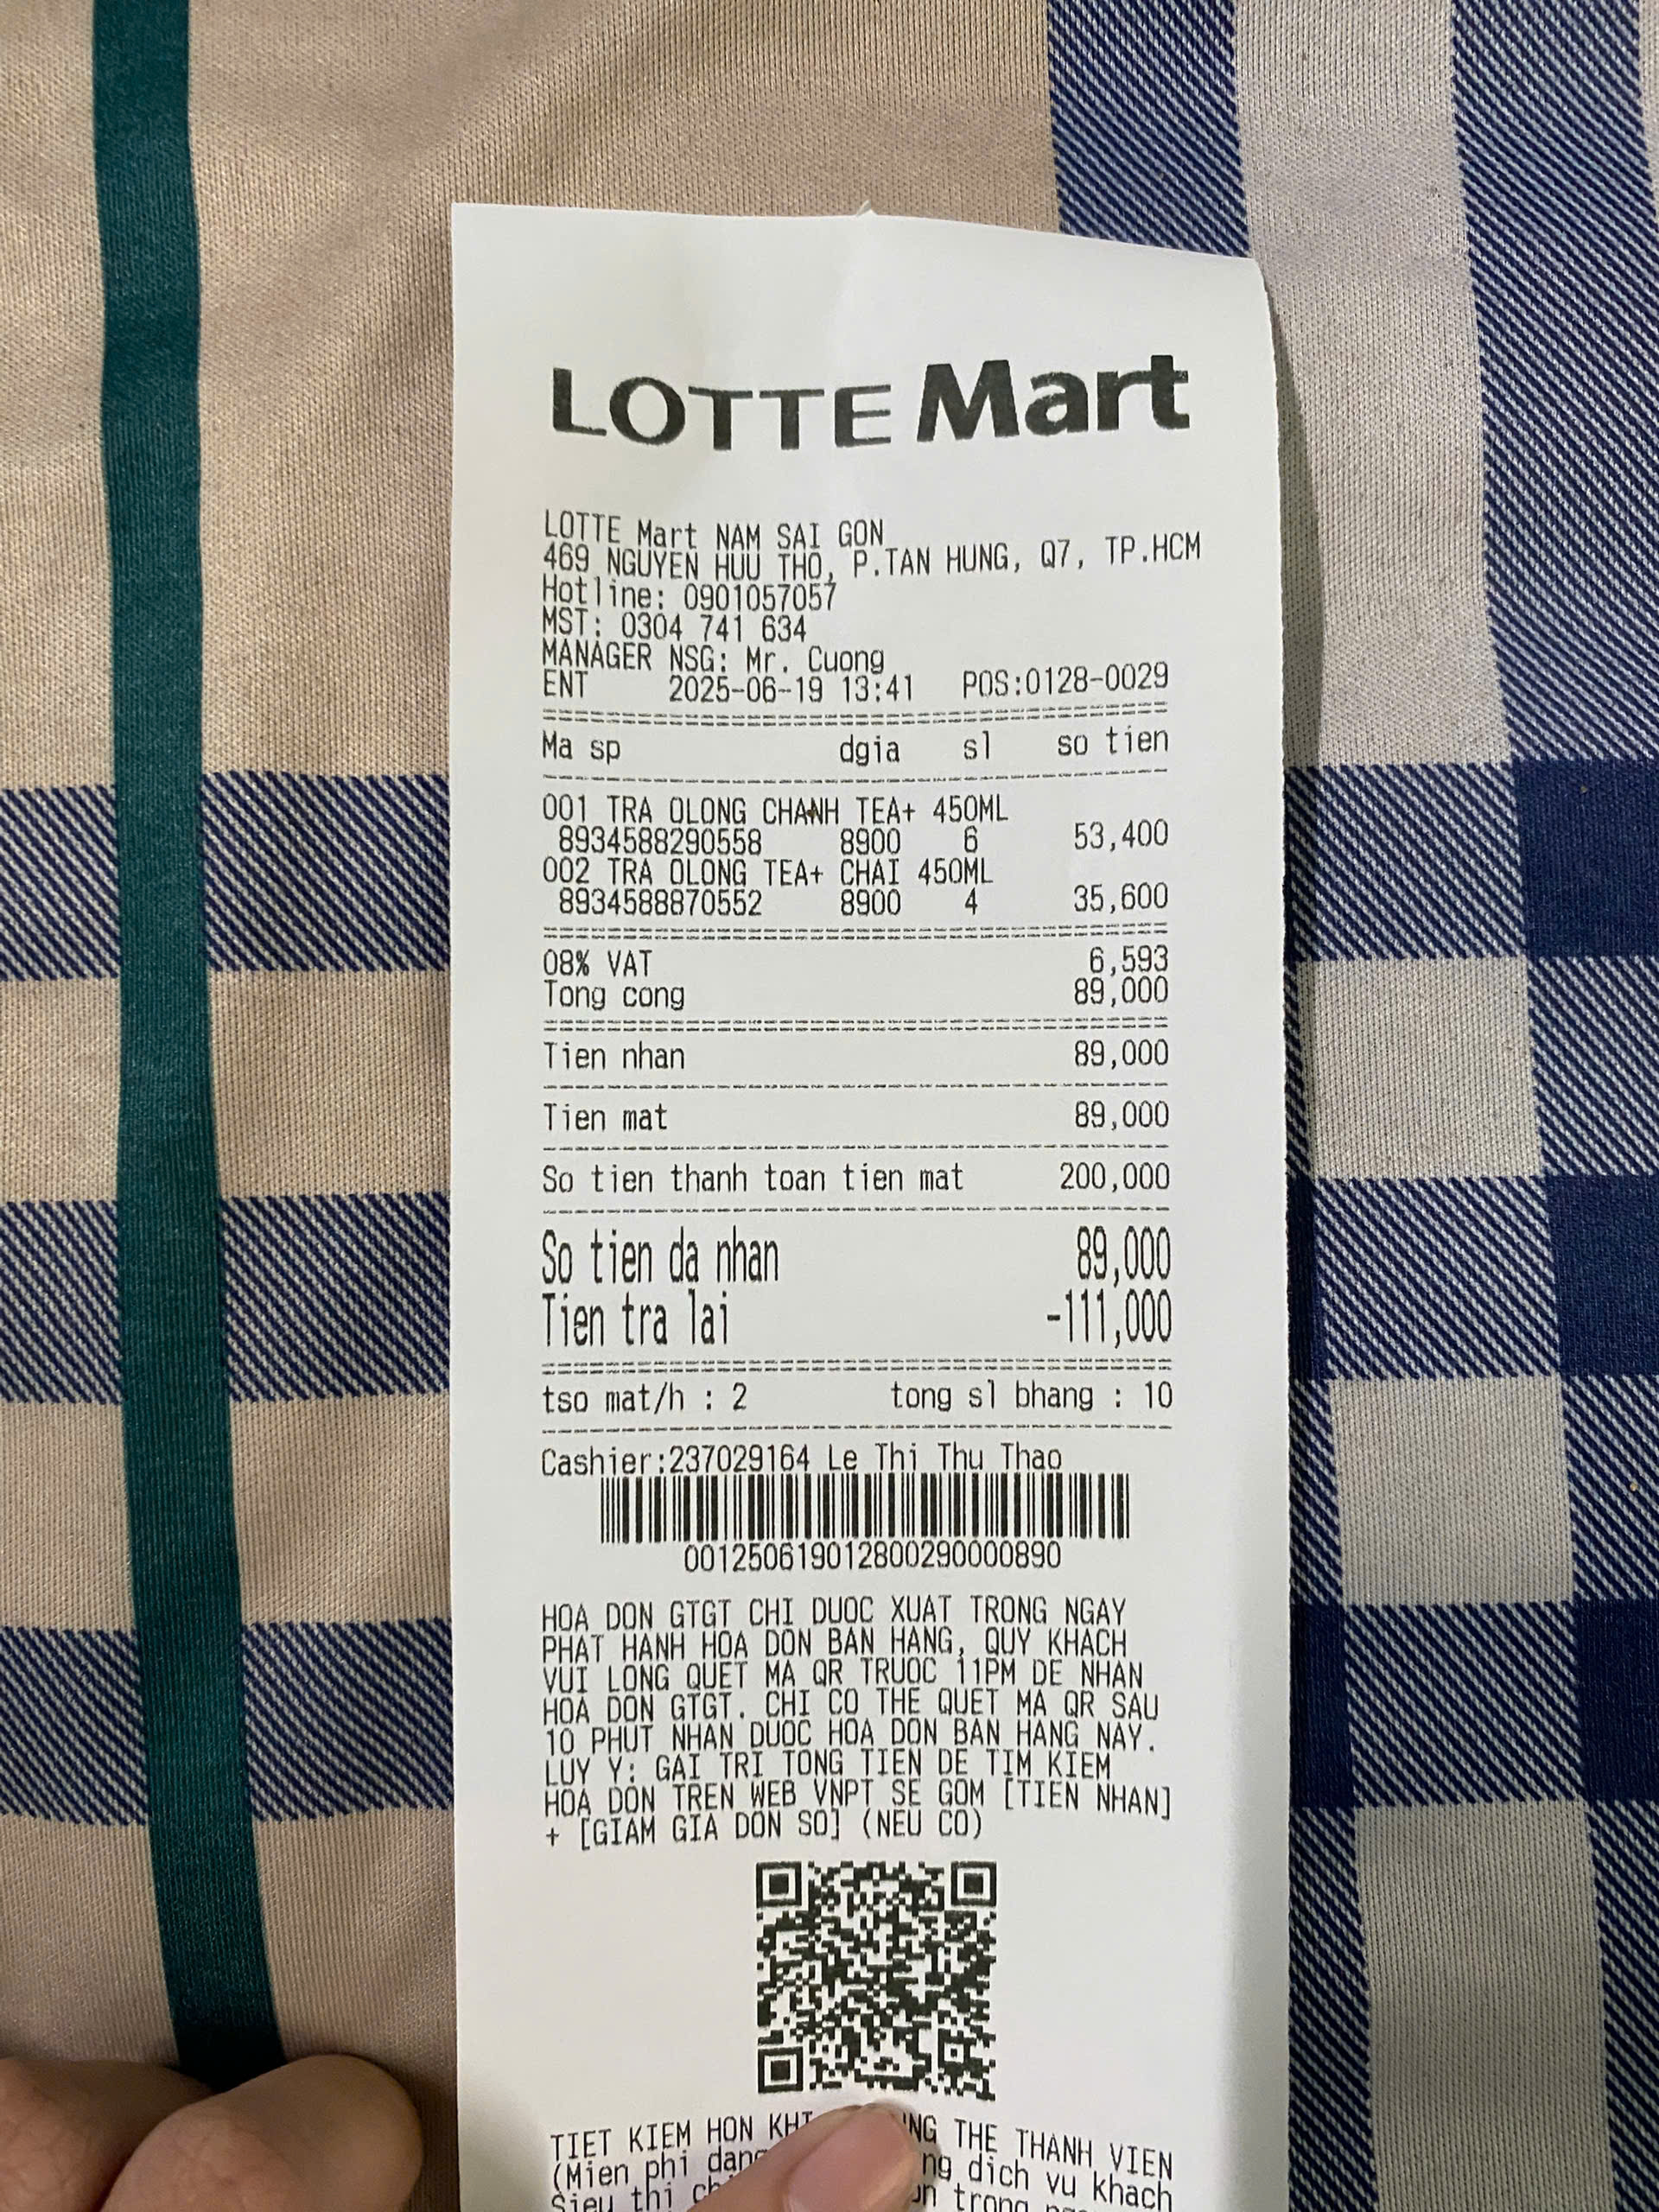 LOTTE Mart
LOTTE Mart NAM SAI GON
469 NGUYEN HUU THO, P.TAN HUNG, Q7, TP.HCM
Hotline: 0901057057
MST: 0304 741 634
MANAGER NSG: Mr. Cuong
ENT 2025-06-19 13:41 POS:0128-0029
Ma sp dgia sl so tien
001 TRA OLONG CHANH TEA+ 450ML
8934588290558 8900 6 53,400
002 TRA OLONG TEA+ CHAI 450ML
8934588870552 8900 4 35,600
08% VAT 6,593
Tong cong 89,000
Tien nhan 89,000
Tien mat 89,000
So tien thanh toan tien mat 200,000
So tien da nhan 89,000
Tien tra lai -111,000
tso mat/h : 2 tong sl bhang : 10
Cashier:237029164 Le Thi Thu Thao
001250619012800290000890
HOA DON GTGT CHI DUOC XUAT TRONG NGAY
PHAT HANH HOA DON BAN HANG, QUY KHACH
VUI LONG QUET MA QR TRUOC 11PM DE NHAN
HOA DON GTGT. CHI CO THE QUET MA QR SAU
10 PHUT NHAN DUOC HOA DON BAN HANG NAY.
LUY Y: GAI TRI TONG TIEN DE TIM KIEM
HOA DON TREN WEB VNPT SE GOM [TIEN NHAN]
+ [GIAM GIA DON SO] (NEU CO)
TIET KIEM HON THE THANH VIEN
(Mien phi dich vu khach
Sieu thi trong